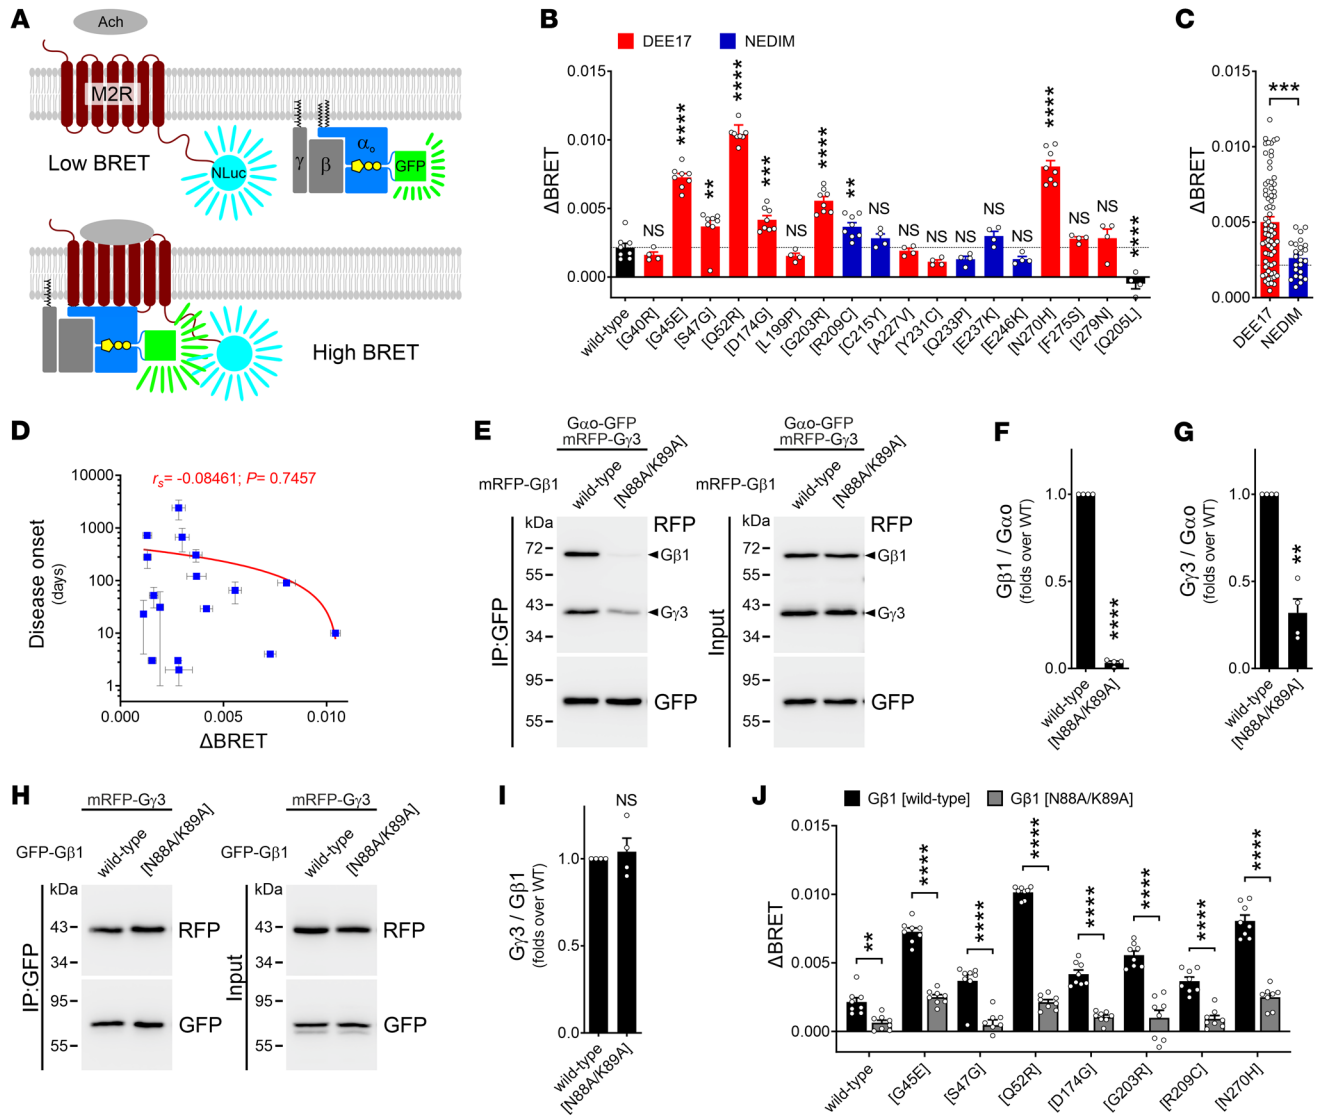 A
Ach
M2R
Low BRET
NLuc
γ
β
αo
GFP
High BRET
B
DEE17
NEDIM
ΔBRET
0.015
0.010
0.005
0.000
****
**
****
***
NS
****
**
NS
NS
NS
NS
NS
NS
****
NS
NS
****
NS
wild-type
[G40R]
[G45E]
[S47G]
[Q52R]
[D174G]
[L199P]
[G203R]
[R209C]
[C215Y]
[A227V]
[Y231C]
[Q233P]
[E237K]
[E246K]
[N270H]
[F275S]
[I279N]
[Q205L]
C
ΔBRET
0.015
0.010
0.005
0.000
***
DEE17
NEDIM
D
rs= -0.08461; P= 0.7457
Disease onset
(days)
10000
1000
100
10
1
0.000
0.005
0.010
ΔBRET
E
Gαo-GFP
mRFP-Gγ3
mRFP-Gβ1
wild-type
[N88A/K89A]
kDa
RFP
72
Gβ1
55
43
Gγ3
34
95
GFP
55
IP:GFP
Gαo-GFP
mRFP-Gγ3
mRFP-Gβ1
wild-type
[N88A/K89A]
kDa
RFP
72
Gβ1
55
43
Gγ3
34
95
GFP
55
Input
F
Gβ1 / Gαo
(folds over WT)
1.0
0.5
0.0
****
wild-type
[N88A/K89A]
G
Gγ3 / Gαo
(folds over WT)
1.0
0.5
0.0
**
wild-type
[N88A/K89A]
H
mRFP-Gγ3
GFP-Gβ1
wild-type
[N88A/K89A]
kDa
43
RFP
34
95
GFP
55
IP:GFP
mRFP-Gγ3
GFP-Gβ1
wild-type
[N88A/K89A]
kDa
43
RFP
34
95
GFP
55
Input
I
Gγ3 / Gβ1
(folds over WT)
NS
1.0
0.5
0.0
wild-type
[N88A/K89A]
J
Gβ1 [wild-type]
Gβ1 [N88A/K89A]
ΔBRET
0.015
0.010
0.005
0.000
**
****
****
****
****
****
****
****
wild-type
[G45E]
[S47G]
[Q52R]
[D174G]
[G203R]
[R209C]
[N270H]